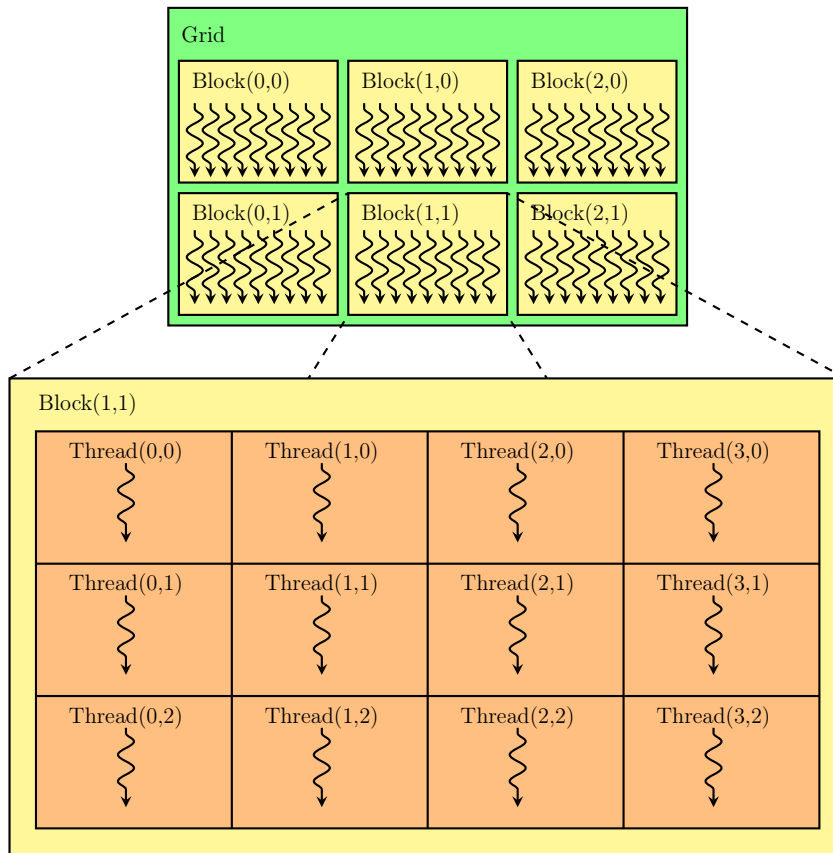 Grid
Block(0,0) Block(1,0) Block(2,0)
Block(0,1) Block(1,1) Block(2,1)
Block(1,1)
Thread(0,0) Thread(1,0) Thread(2,0) Thread(3,0)
Thread(0,1) Thread(1,1) Thread(2,1) Thread(3,1)
Thread(0,2) Thread(1,2) Thread(2,2) Thread(3,2)